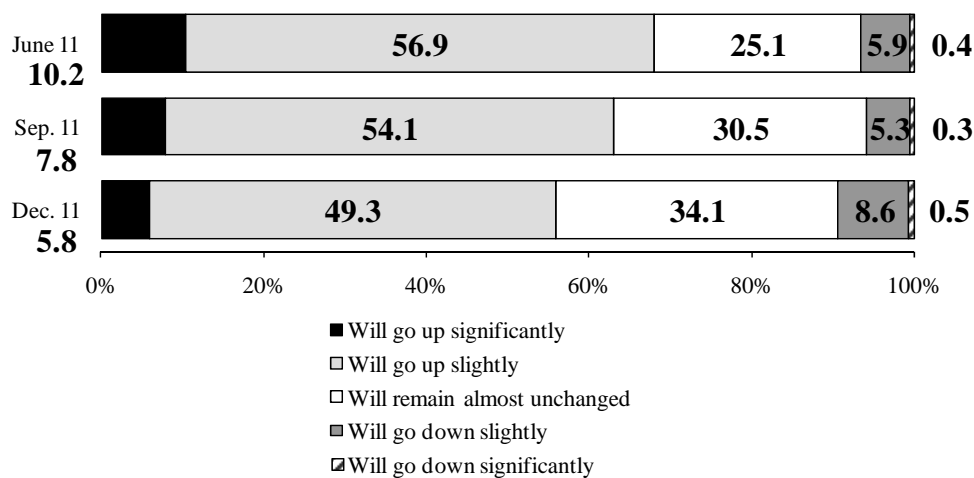 June 11
10.2 56.9 25.1 5.9 0.4
Sep. 11
7.8 54.1 30.5 5.3 0.3
Dec. 11
5.8 49.3 34.1 8.6 0.5
0% 20% 40% 60% 80% 100%
Will go up significantly
Will go up slightly
Will remain almost unchanged
Will go down slightly
Will go down significantly